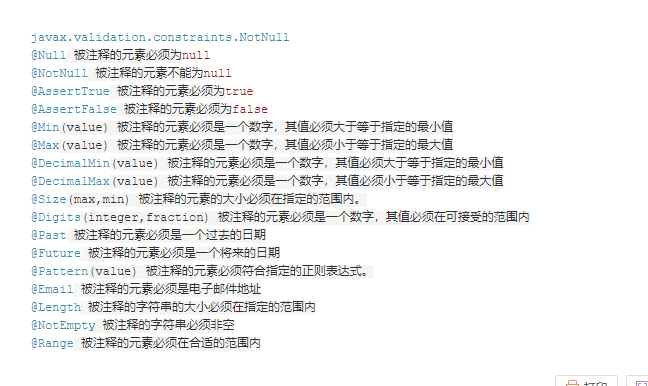 javax.validation.constraints.NotNull
@Null 被注释的元素必须为null
@NotNull 被注释的元素不能为null
@AssertTrue 被注释的元素必须为true
@AssertFalse 被注释的元素必须为false
@Min(value) 被注释的元素必须是一个数字，其值必须大于等于指定的最小值
@Max(value) 被注释的元素必须是一个数字，其值必须小于等于指定的最大值
@DecimalMin(value) 被注释的元素必须是一个数字，其值必须大于等于指定的最小值
@DecimalMax(value) 被注释的元素必须是一个数字，其值必须小于等于指定的最大值
@Size(max,min) 被注释的元素的大小必须在指定的范围内。
@Digits(integer,fraction) 被注释的元素必须是一个数字，其值必须在可接受的范围内
@Past 被注释的元素必须是一个过去的日期
@Future 被注释的元素必须是一个将来的日期
@Pattern(value) 被注释的元素必须符合指定的正则表达式。
@Email 被注释的元素必须是电子邮件地址
@Length 被注释的字符串的大小必须在指定的范围内
@NotEmpty 被注释的字符串必须非空
@Range 被注释的元素必须在合适的范围内
打印